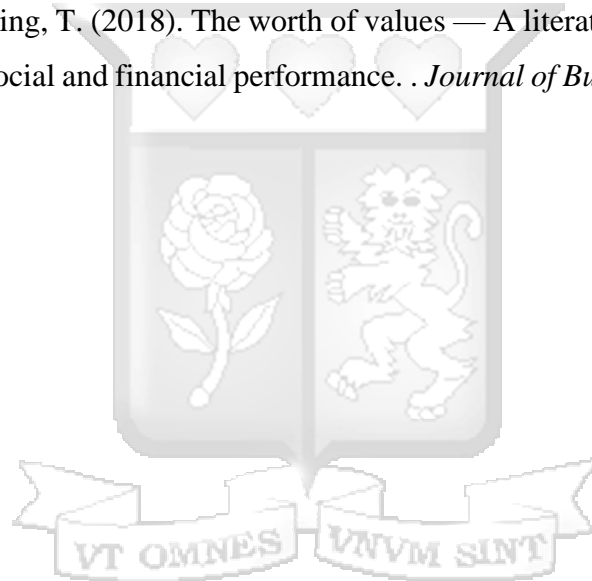 ing, T. (2018). The worth of values — A literat
ocial and financial performance. . Journal of Bu
VT OMNES VNVM SINT